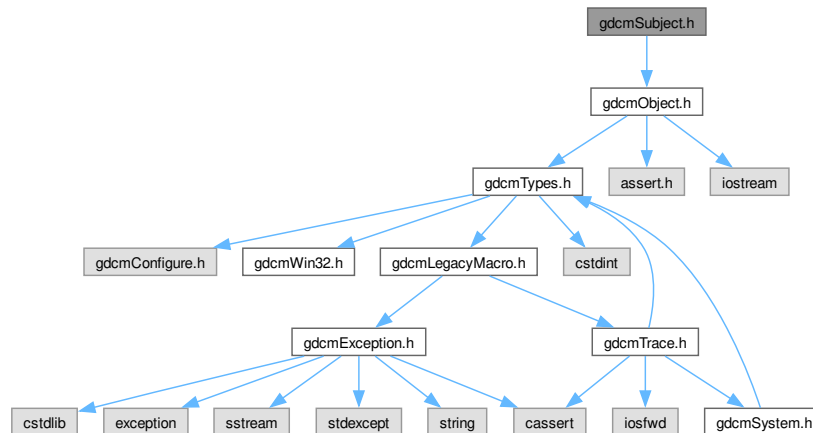 gdcmSubject.h
gdcmObject.h
gdcmTypes.h
assert.h
iostream
gdcmConfigure.h
gdcmWin32.h
gdcmLegacyMacro.h
cstdint
gdcmException.h
gdcmTrace.h
cstdlib
exception
sstream
stdexcept
string
cassert
iosfwd
gdcmSystem.h